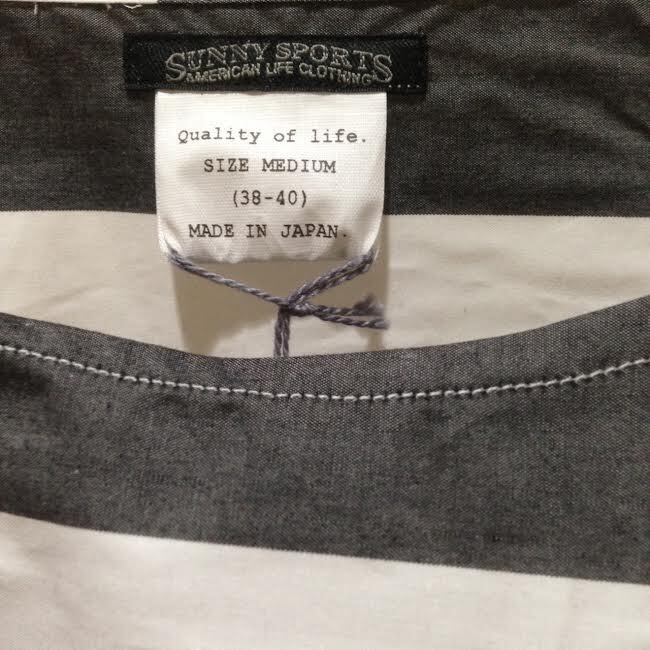 SUNNY SPORTS
AMERICAN LIFE CLOTHING
Quality of life.
SIZE MEDIUM
(38-40)
MADE IN JAPAN.